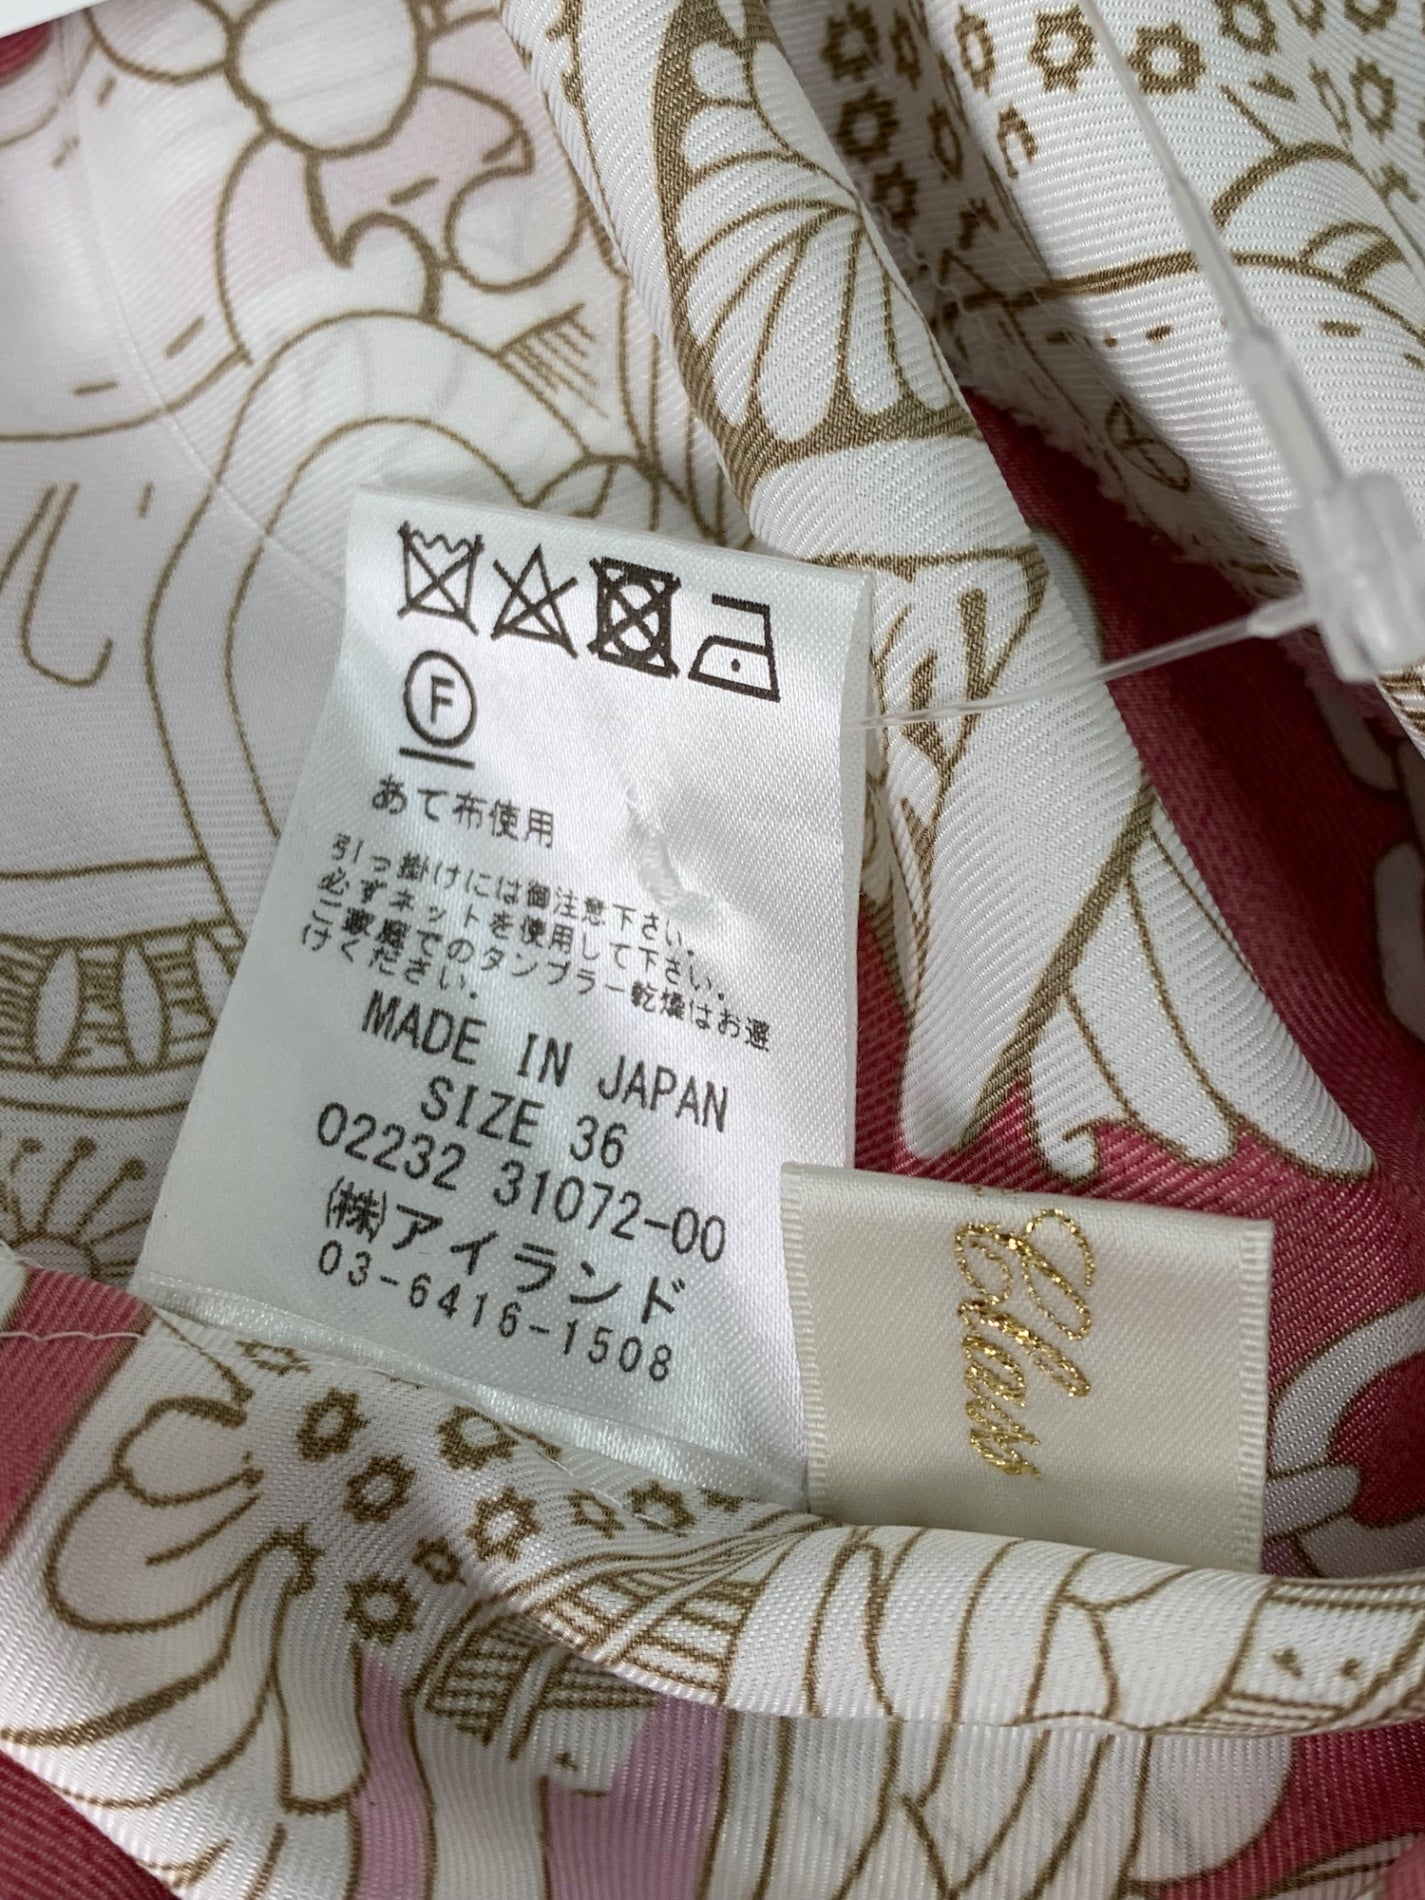 F
あて布使用
引っ掛けには御注意下さい。
必ずネットを使用して下さい。
ご家庭でのタンブラー乾燥はお避
けください。
MADE IN JAPAN
SIZE 36
02232 31072-00
㈱アイランド
03-6416-1508
Class